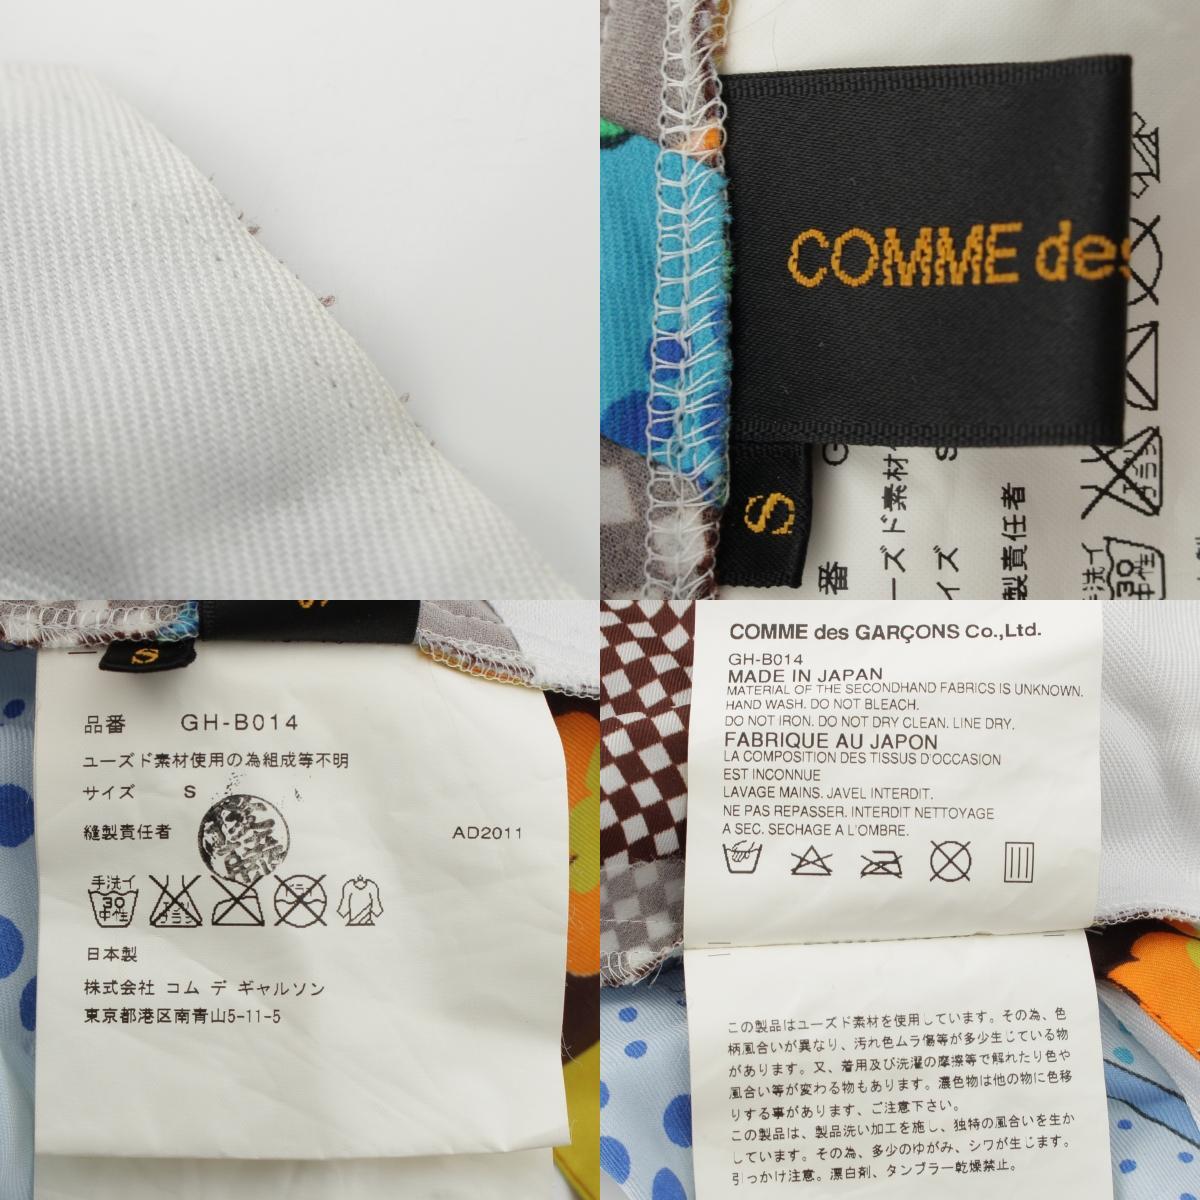 COMME des
S
品番 GH-B014
ユーズド素材使用の為組成等不明
サイズ S
縫製責任者
AD2011
手洗イ
30
中性
日本製
株式会社 コム デ ギャルソン
東京都港区南青山5-11-5
COMME des GARÇONS Co.,Ltd.
GH-B014
MADE IN JAPAN
MATERIAL OF THE SECONDHAND FABRICS IS UNKNOWN.
HAND WASH. DO NOT BLEACH.
DO NOT IRON. DO NOT DRY CLEAN. LINE DRY.
FABRIQUE AU JAPON
LA COMPOSITION DES TISSUS D'OCCASION
EST INCONNUE
LAVAGE MAINS. JAVEL INTERDIT.
NE PAS REPASSER. INTERDIT NETTOYAGE
A SEC. SECHAGE A L'OMBRE.
この製品はユーズド素材を使用しています。その為、色
柄風合いが異なり、汚れ色ムラ傷等が多少生じている物
があります。又、着用及び洗濯の摩擦等で解れたり色や
風合い等が変わる物もあります。濃色物は他の物に色移
りする事があります、ご注意下さい。
この製品は、製品洗い加工を施し、独特の風合いを生か
しています。その為、多少のゆがみ、シワが生じます。
引っかけ注意。漂白剤、タンブラー乾燥禁止。